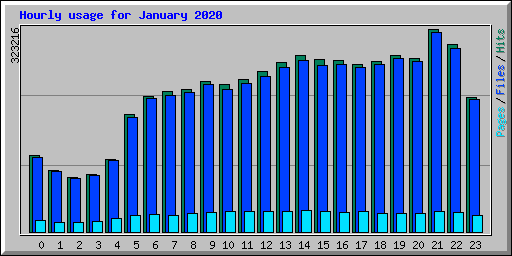 Hourly usage for January 2020
323216
Pages / Files / Hits
0 1 2 3 4 5 6 7 8 9 10 11 12 13 14 15 16 17 18 19 20 21 22 23